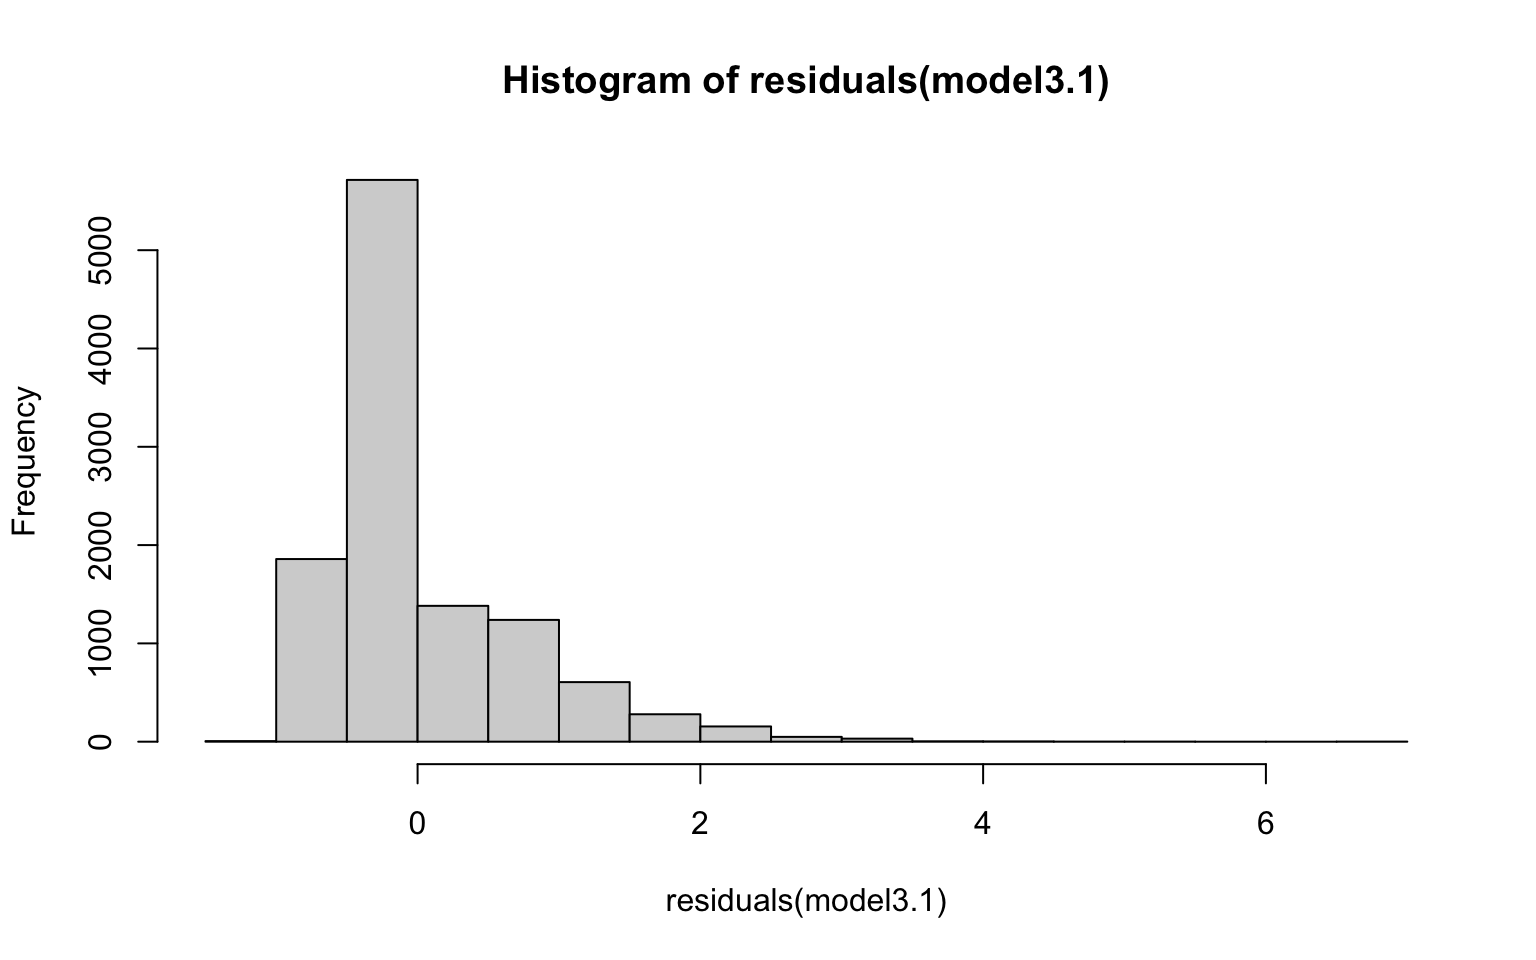 Histogram of residuals(model3.1)
Frequency
5000
4000
3000
2000
1000
0
0 2 4 6
residuals(model3.1)